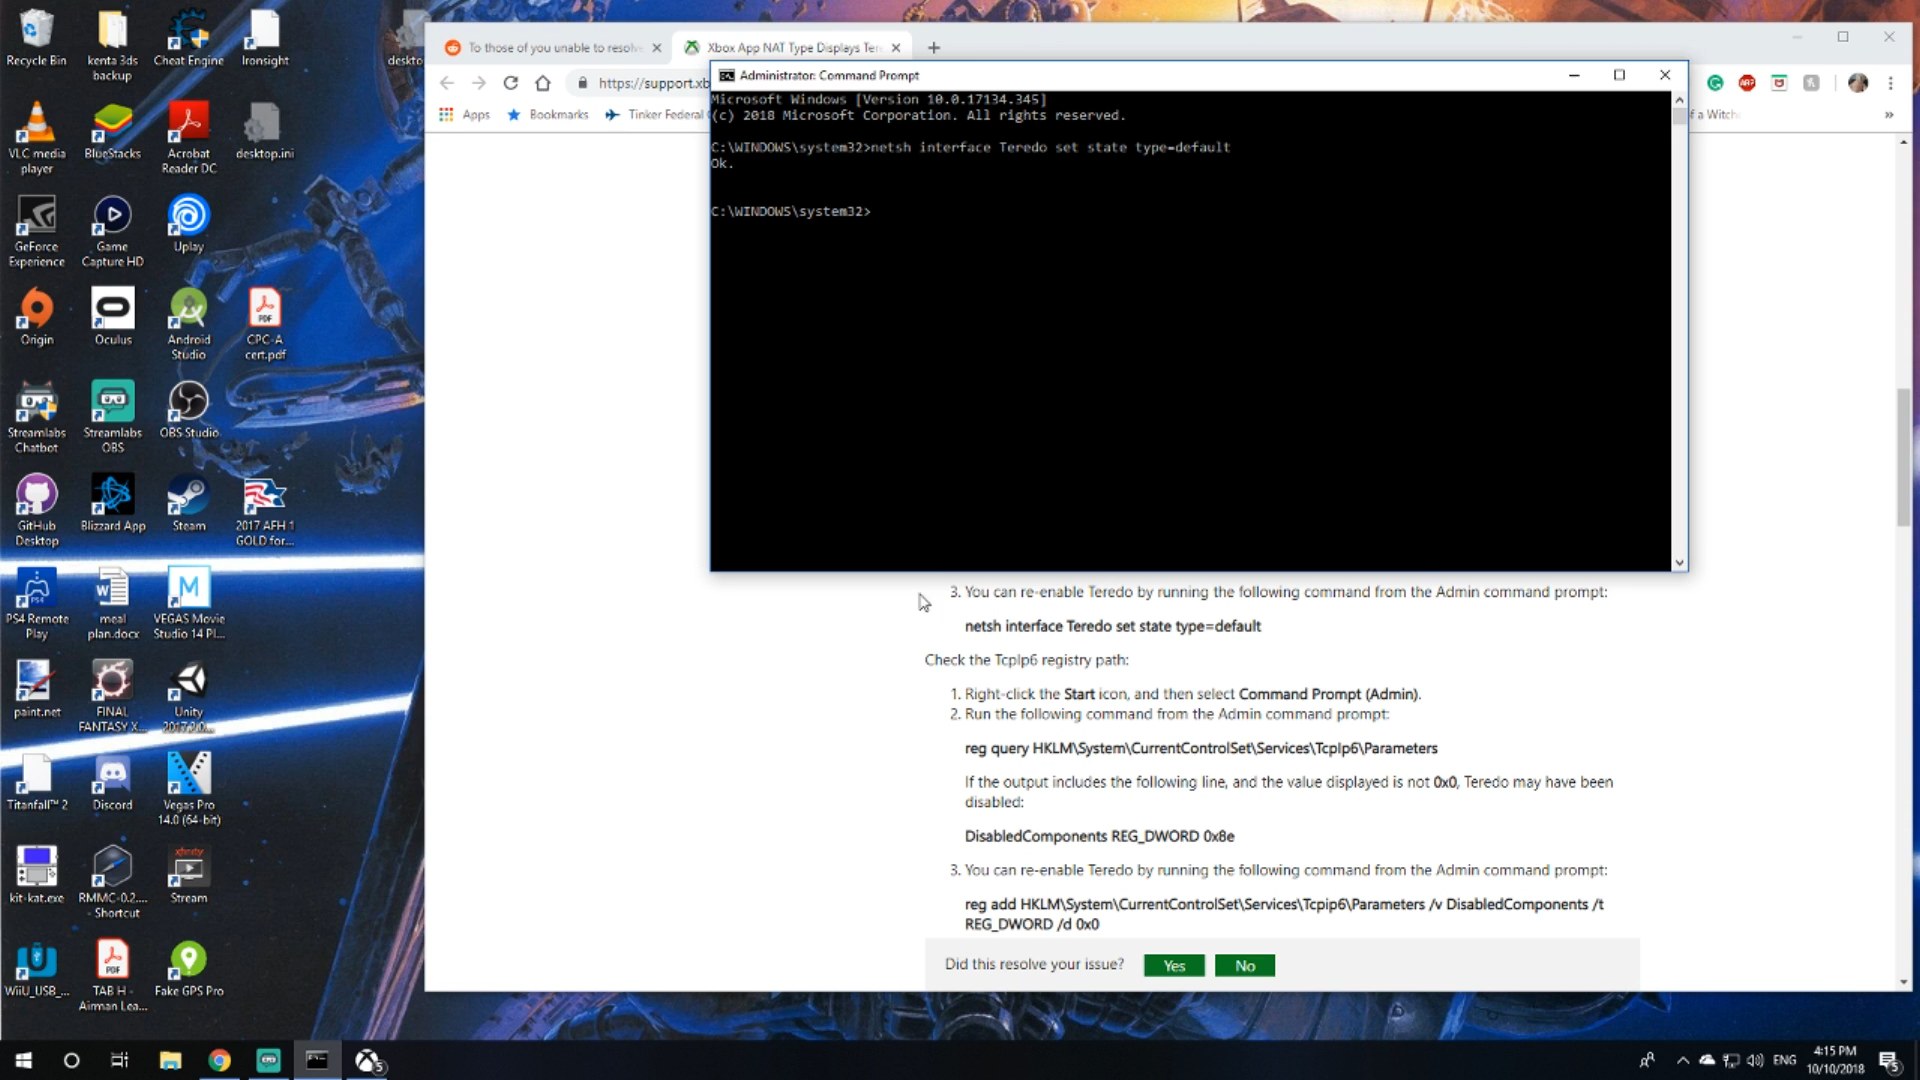 Recycle Bin
kenta 3ds
backup
Cheat Engine
Ironsight
VLC media
player
BlueStacks
Acrobat
Reader DC
desktop.ini
GeForce
Experience
Game
Capture HD
Uplay
Origin
Oculus
Android
Studio
PDF
CPC-A
cert.pdf
Streamlabs
Chatbot
Streamlabs
OBS
OBS Studio
GitHub
Desktop
Blizzard App
Steam
2017 AFH 1
GOLD for...
PS4
PS4 Remote
Play
meal
plan.docx
VEGAS Movie
Studio 14 Pl...
paint.net
FINAL
FANTASY X...
Unity
Titanfall™ 2
Discord
Vegas Pro
14.0 (64-bit)
kit-kat.exe
RMMC-0.2....
- Shortcut
xfinity
Stream
WiiU_USB_...
PDF
TAB H -
Airman Lea...
Fake GPS Pro
deskto
To those of you unable to resolv
Xbox App NAT Type Displays Ter
https://support.xb
Apps
Bookmarks
Tinker Federal
f a Witch
Administrator: Command Prompt
Microsoft Windows [Version 10.0.17134.345]
(c) 2018 Microsoft Corporation. All rights reserved.
C:\WINDOWS\system32>netsh interface Teredo set state type=default
Ok.
C:\WINDOWS\system32>
3. You can re-enable Teredo by running the following command from the Admin command prompt:
netsh interface Teredo set state type=default
Check the TcpIp6 registry path:
1. Right-click the Start icon, and then select Command Prompt (Admin).
2. Run the following command from the Admin command prompt:
reg query HKLM\System\CurrentControlSet\Services\TcpIp6\Parameters
If the output includes the following line, and the value displayed is not 0x0, Teredo may have been
disabled:
DisabledComponents REG_DWORD 0x8e
3. You can re-enable Teredo by running the following command from the Admin command prompt:
reg add HKLM\System\CurrentControlSet\Services\Tcpip6\Parameters /v DisabledComponents /t
REG_DWORD /d 0x0
Did this resolve your issue?
Yes
No
5
ENG
4:15 PM
10/10/2018
5